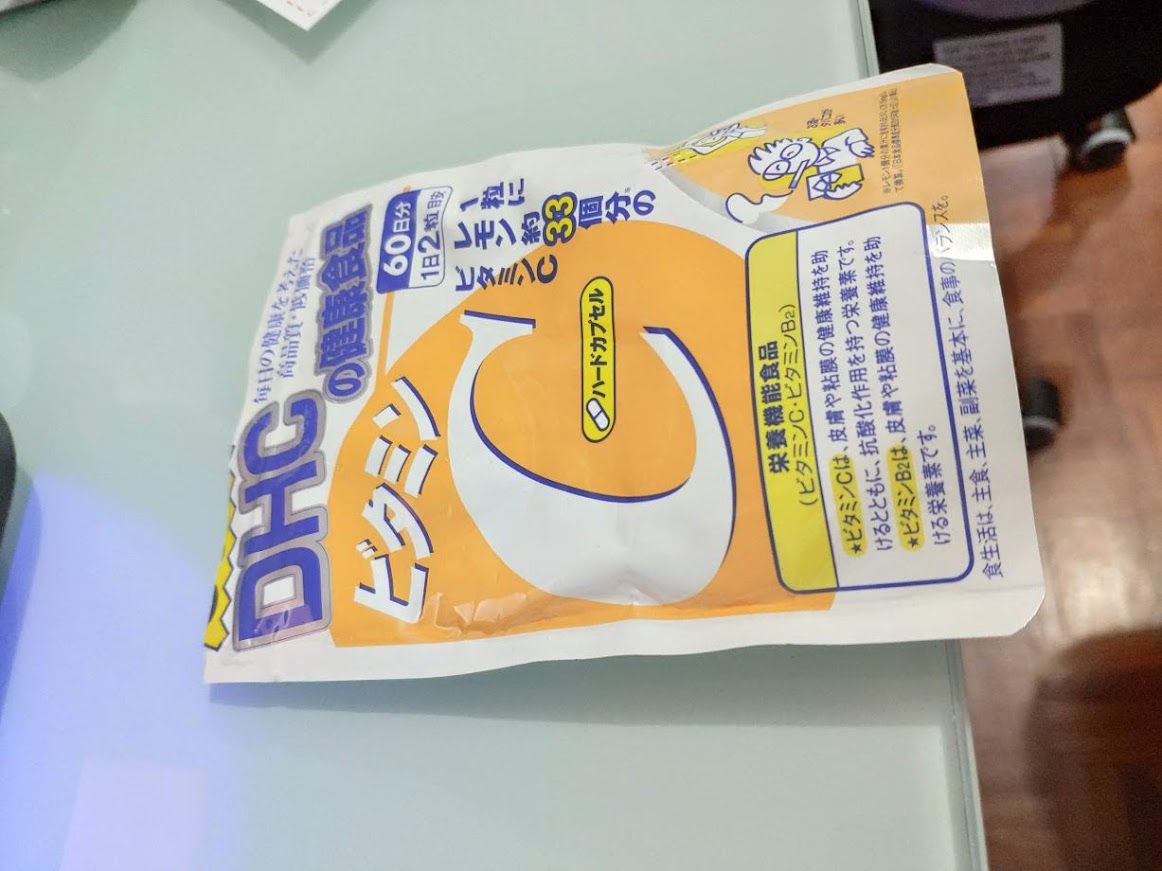 DHC
毎日の健康を考えた
高品質・低価格
の健康食品
ビタミン
C
60日分
1日2粒目安
1粒に
レモン約33個分の
ビタミンC
ハードカプセル
栄養機能食品
(ビタミンC・ビタミンB2)
★ビタミンCは、皮膚や粘膜の健康維持を助
けるとともに、抗酸化作用を持つ栄養素です。
★ビタミンB2は、皮膚や粘膜の健康維持を助
ける栄養素です。
お酒・
タバコが
多い
食生活は、主食、主菜、副菜を基本に、食事のバランスを。